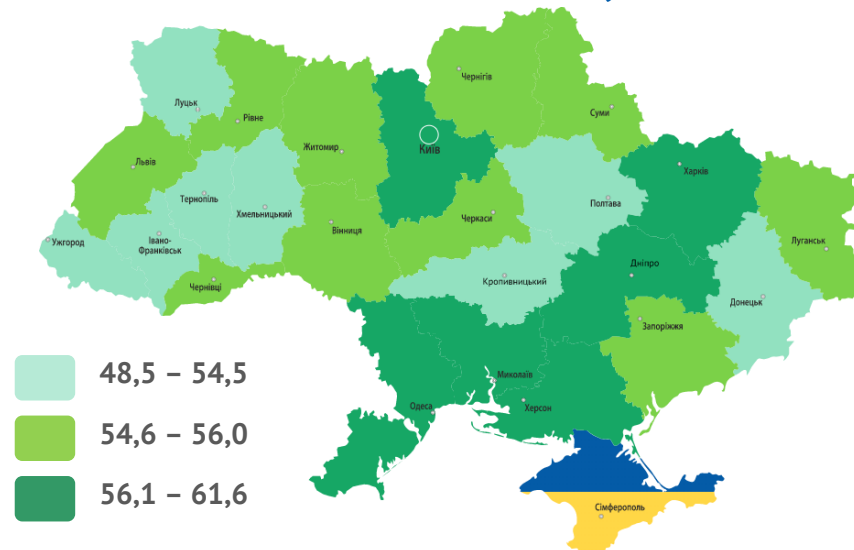 Чернігів
Луцьк
Рівне
Суми
Житомир
Київ
Львів
Харків
Тернопіль
Хмельницький
Полтава
Черкаси
Вінниця
Ужгород
Івано-
Франківськ
Луганськ
Дніпро
Чернівці
Кропивницький
Донецьк
Запоріжжя
Миколаїв
Одеса
Херсон
Сімферополь
48,5 – 54,5
54,6 – 56,0
56,1 – 61,6